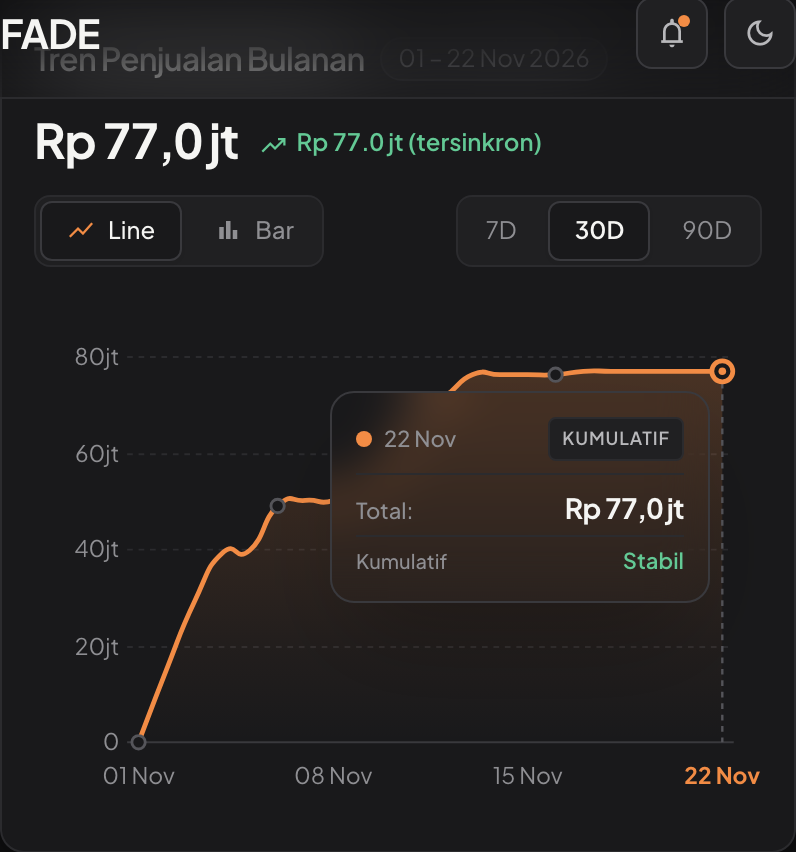 FADE
Tren Penjualan Bulanan 01 – 22 Nov 2026
Rp 77,0 jt Rp 77.0 jt (tersinkron)
Line Bar 7D 30D 90D
80jt
22 Nov KUMULATIF
60jt
Total: Rp 77,0 jt
40jt
Kumulatif Stabil
20jt
0
01 Nov 08 Nov 15 Nov 22 Nov